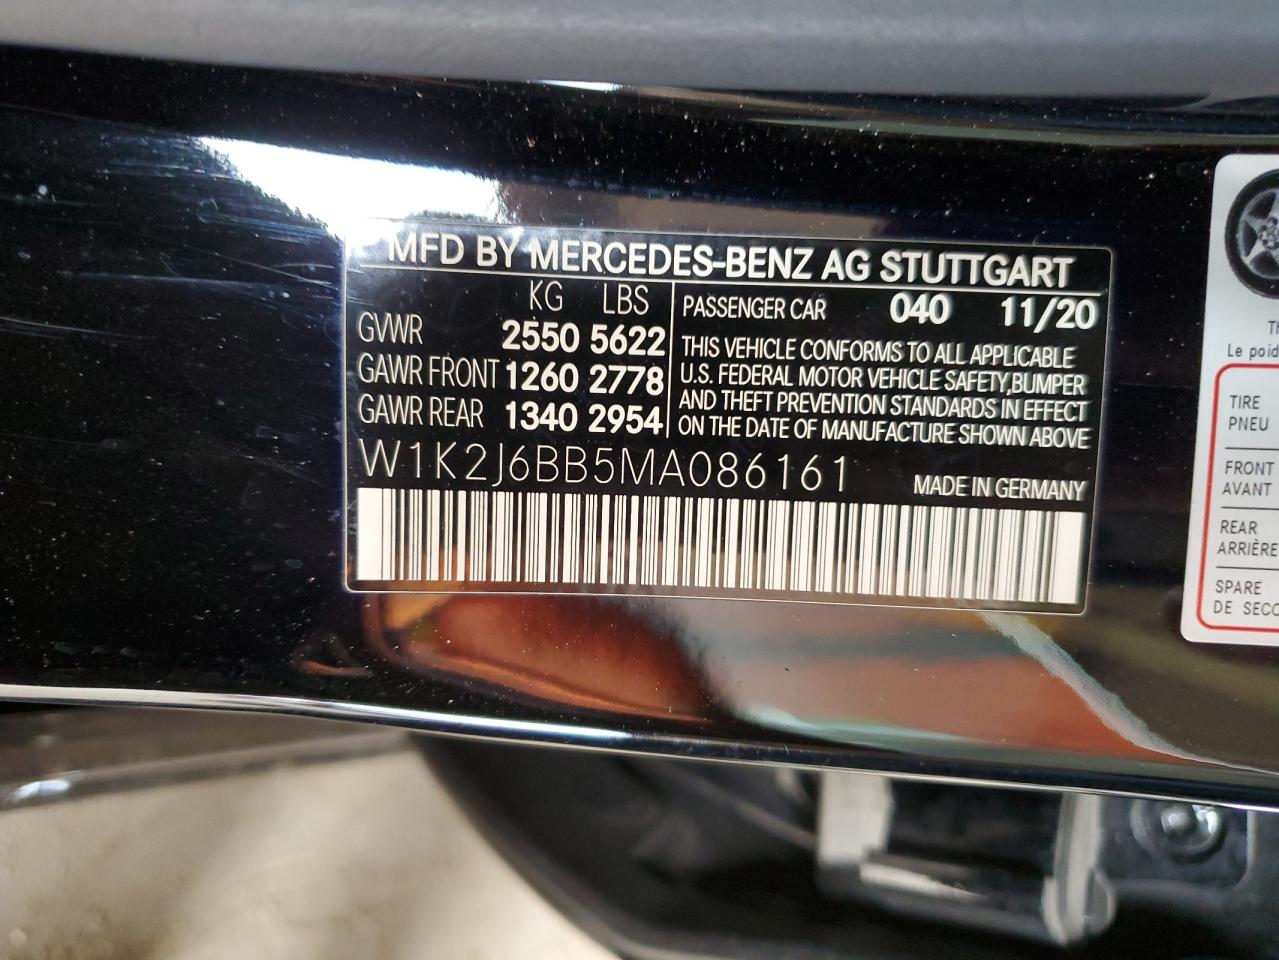 MFD BY MERCEDES-BENZ AG STUTTGART
KG LBS
GVWR 2550 5622
GAWR FRONT 1260 2778
GAWR REAR 1340 2954
PASSENGER CAR 040 11/20
THIS VEHICLE CONFORMS TO ALL APPLICABLE
U.S. FEDERAL MOTOR VEHICLE SAFETY,BUMPER
AND THEFT PREVENTION STANDARDS IN EFFECT
ON THE DATE OF MANUFACTURE SHOWN ABOVE
W1K2J6BB5MA086161
MADE IN GERMANY
Le poid
TIRE
PNEU
FRONT
AVANT
REAR
ARRIÈRE
SPARE
DE SECO